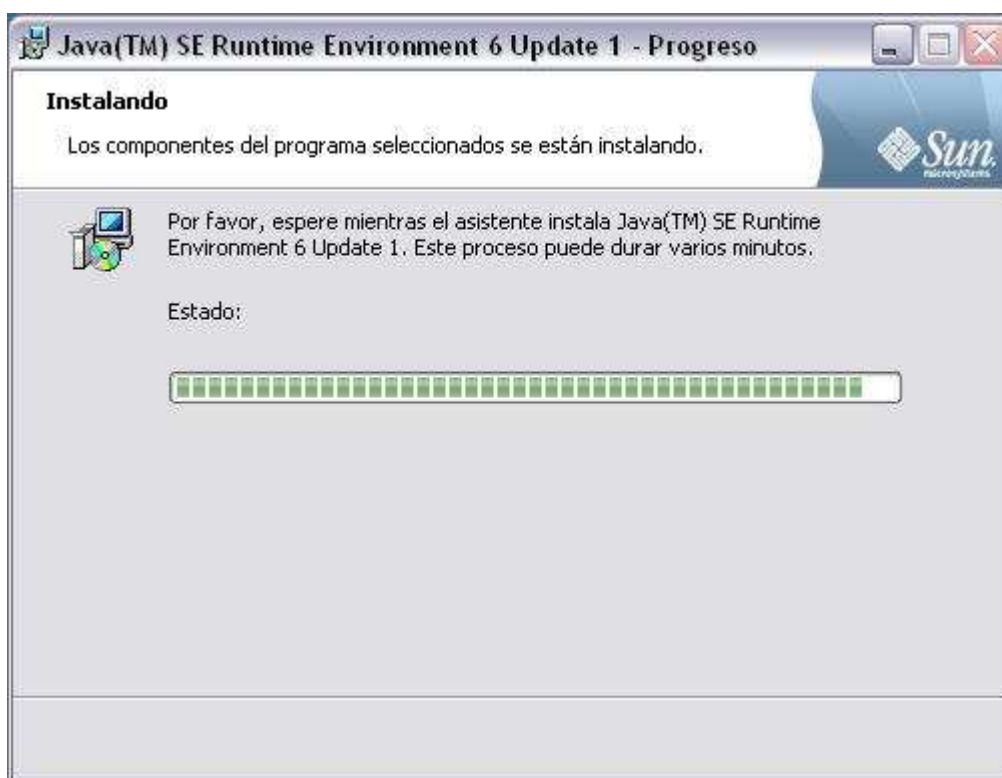 Java(TM) SE Runtime Environment 6 Update 1 - Progreso
Instalando
Los componentes del programa seleccionados se están instalando.
Sun
microsystems
Por favor, espere mientras el asistente instala Java(TM) SE Runtime
Environment 6 Update 1. Este proceso puede durar varios minutos.
Estado: